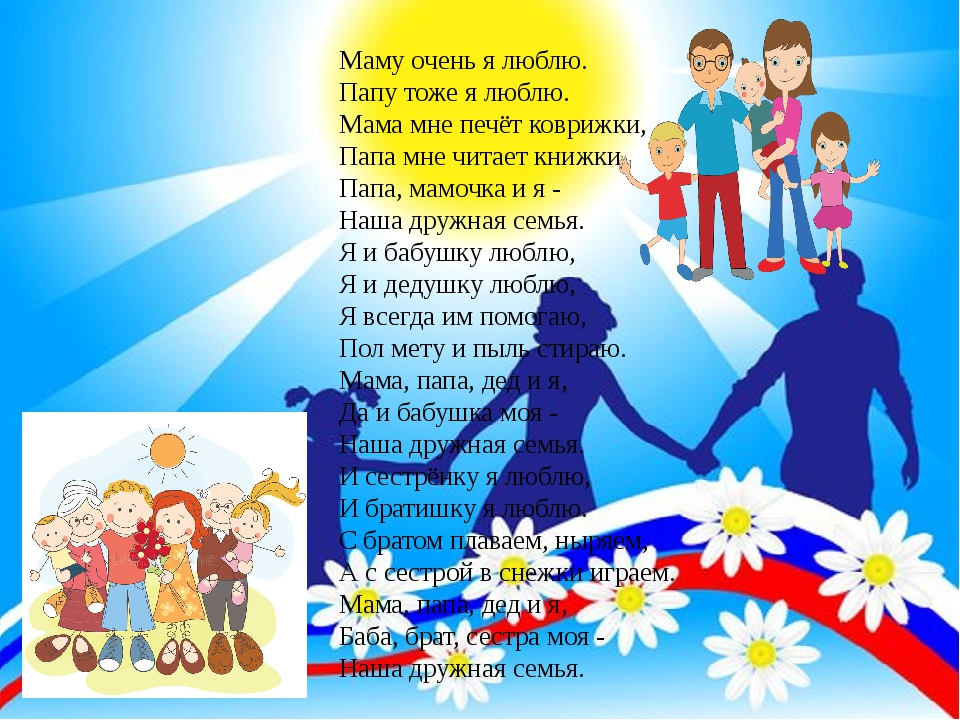 Маму очень я люблю.
Папу тоже я люблю.
Мама мне печёт коврижки,
Папа мне читает книжки.
Папа, мамочка и я -
Наша дружная семья.
Я и бабушку люблю,
Я и дедушку люблю,
Я всегда им помогаю,
Пол мету и пыль стираю.
Мама, папа, дед и я,
Да и бабушка моя -
Наша дружная семья.
И сестрёнку я люблю,
И братишку я люблю.
С братом плаваем, ныряем,
А с сестрой в снежки играем.
Мама, папа, дед и я,
Баба, брат, сестра моя -
Наша дружная семья.